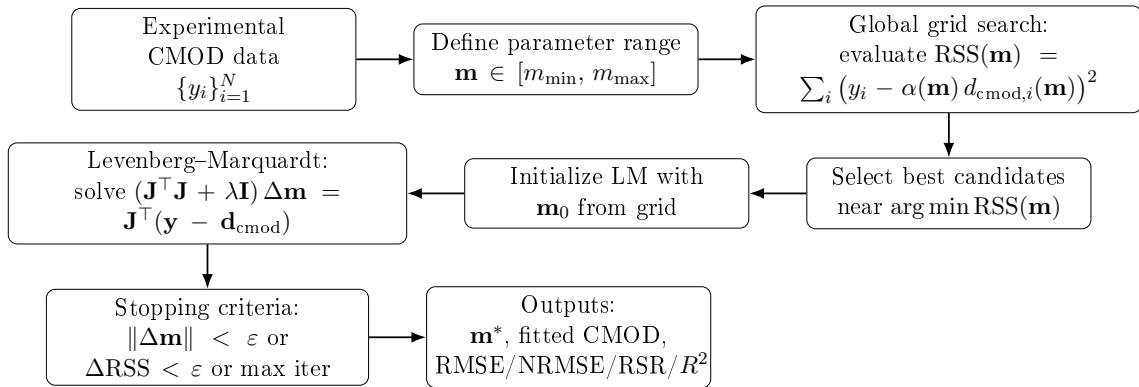 Experimental
CMOD data
{y_i}_{i=1}^N
Define parameter range
m ∈ [m_min, m_max]
Global grid search:
evaluate RSS(m) =
∑_i (y_i − α(m) d_cmod,i(m))^2
Levenberg–Marquardt:
solve (J^⊤J + λI) Δm =
J^⊤(y − d_cmod)
Initialize LM with
m_0 from grid
Select best candidates
near arg min RSS(m)
Stopping criteria:
‖Δm‖ < ε or
ΔRSS < ε or max iter
Outputs:
m*, fitted CMOD,
RMSE/NRMSE/RSR/R^2